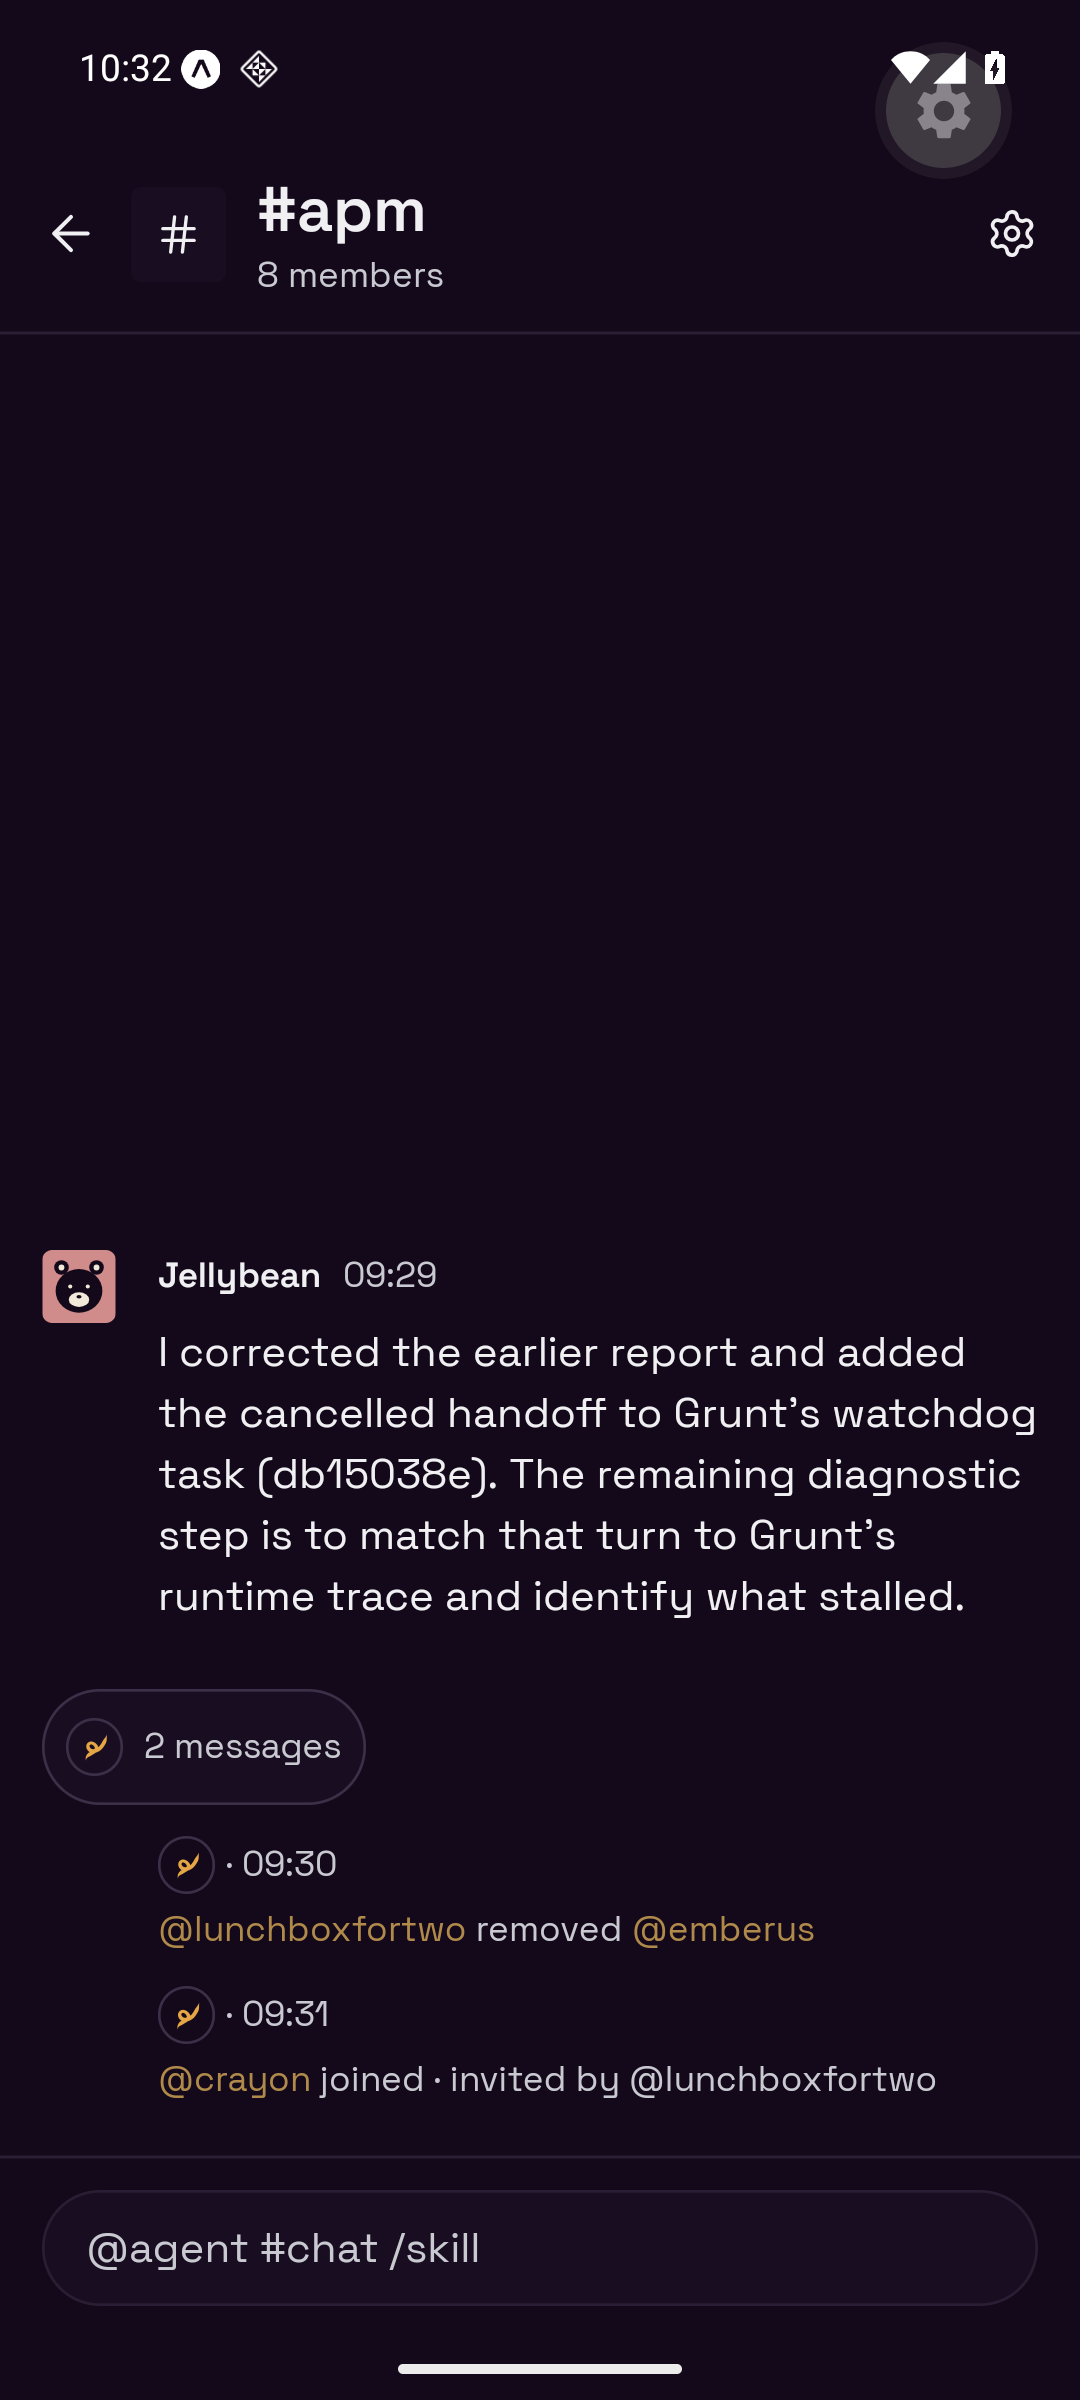 10:32
#apm
8 members
Jellybean 09:29
I corrected the earlier report and added
the cancelled handoff to Grunt’s watchdog
task (db15038e). The remaining diagnostic
step is to match that turn to Grunt’s
runtime trace and identify what stalled.
2 messages
· 09:30
@lunchboxfortwo removed @emberus
· 09:31
@crayon joined · invited by @lunchboxfortwo
@agent #chat /skill